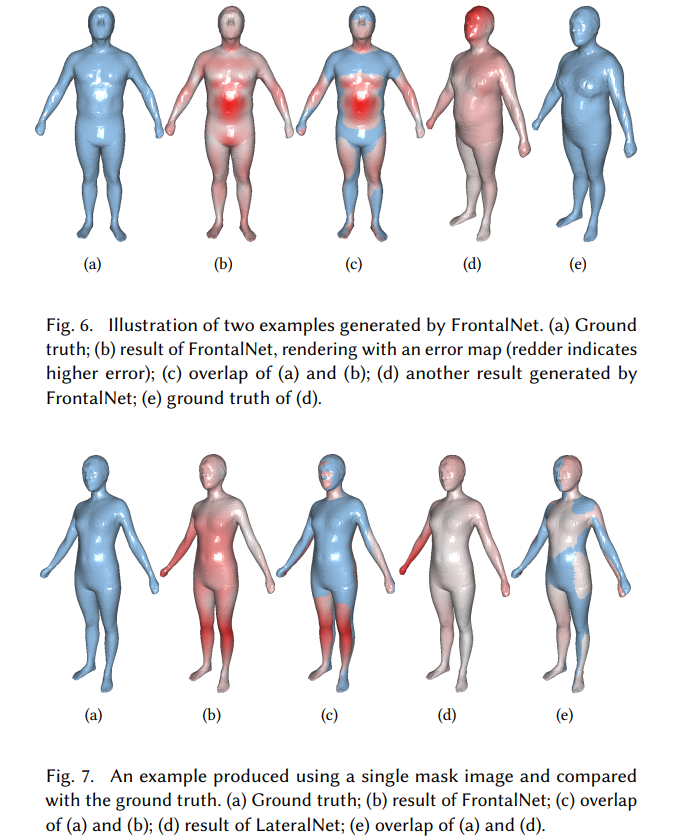 (a) (b) (c) (d) (e)
Fig. 6. Illustration of two examples generated by FrontalNet. (a) Ground
truth; (b) result of FrontalNet, rendering with an error map (redder indicates
higher error); (c) overlap of (a) and (b); (d) another result generated by
FrontalNet; (e) ground truth of (d).
(a) (b) (c) (d) (e)
Fig. 7. An example produced using a single mask image and compared
with the ground truth. (a) Ground truth; (b) result of FrontalNet; (c) overlap
of (a) and (b); (d) result of LateralNet; (e) overlap of (a) and (d).